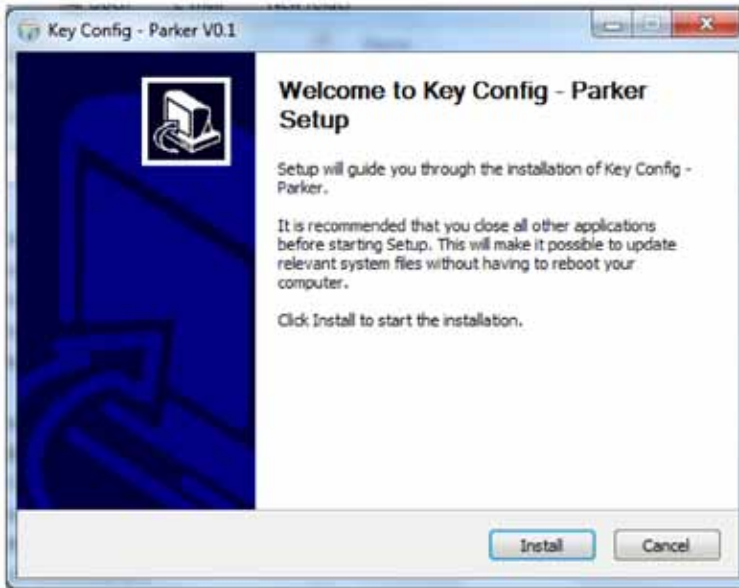 New folder
Key Config - Parker V0.1
Welcome to Key Config - Parker
Setup
Setup will guide you through the installation of Key Config -
Parker.
It is recommended that you close all other applications
before starting Setup. This will make it possible to update
relevant system files without having to reboot your
computer.
Click Install to start the installation.
Install
Cancel